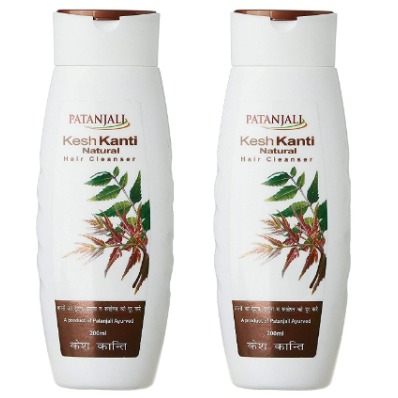 PATANJALI
Kesh Kanti
Natural
Hair Cleanser
A product of Patanjali Ayurved
200ml
केश कान्ति
PATANJALI
Kesh Kanti
Natural
Hair Cleanser
A product of Patanjali Ayurved
200ml
केश कान्ति